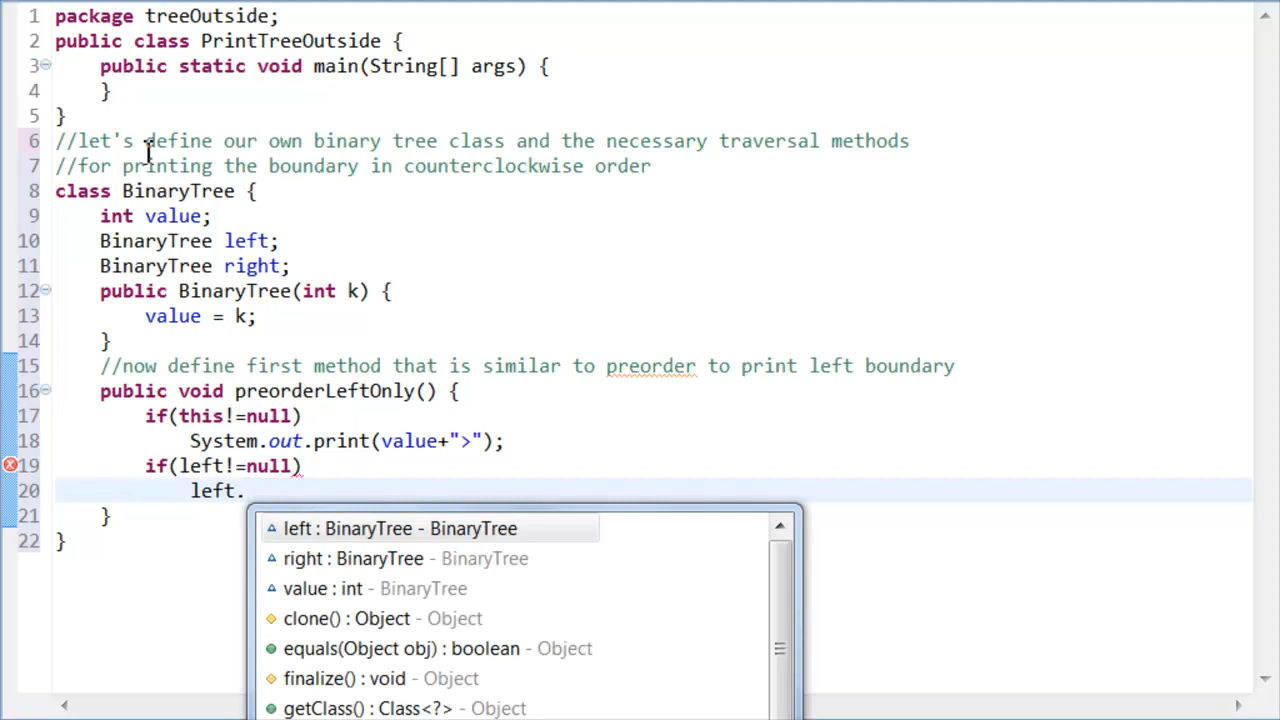 1 package treeOutside;
2 public class PrintTreeOutside {
3 public static void main(String[] args) {
4 }
5 }
6 //let's define our own binary tree class and the necessary traversal methods
7 //for printing the boundary in counterclockwise order
8 class BinaryTree {
9 int value;
10 BinaryTree left;
11 BinaryTree right;
12 public BinaryTree(int k) {
13 value = k;
14 }
15 //now define first method that is similar to preorder to print left boundary
16 public void preorderLeftOnly() {
17 if(this!=null)
18 System.out.print(value+">");
19 if(left!=null)
20 left.
21 }
22 }
left : BinaryTree - BinaryTree
right : BinaryTree - BinaryTree
value : int - BinaryTree
clone() : Object - Object
equals(Object obj) : boolean - Object
finalize() : void - Object
getClass() : Class<?> - Object